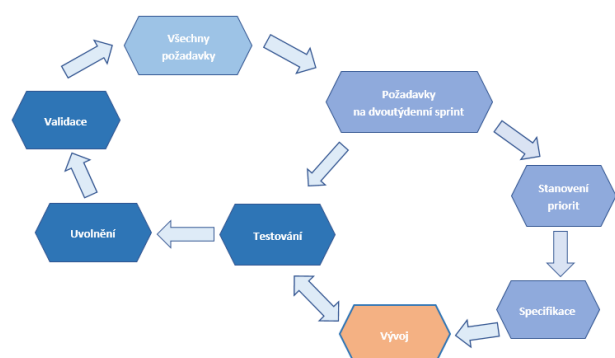 Všechny
požadavky
Požadavky
na dvoutýdenní sprint
Validace
Stanovení
priorit
Uvolnění
Testování
Specifikace
Vývoj